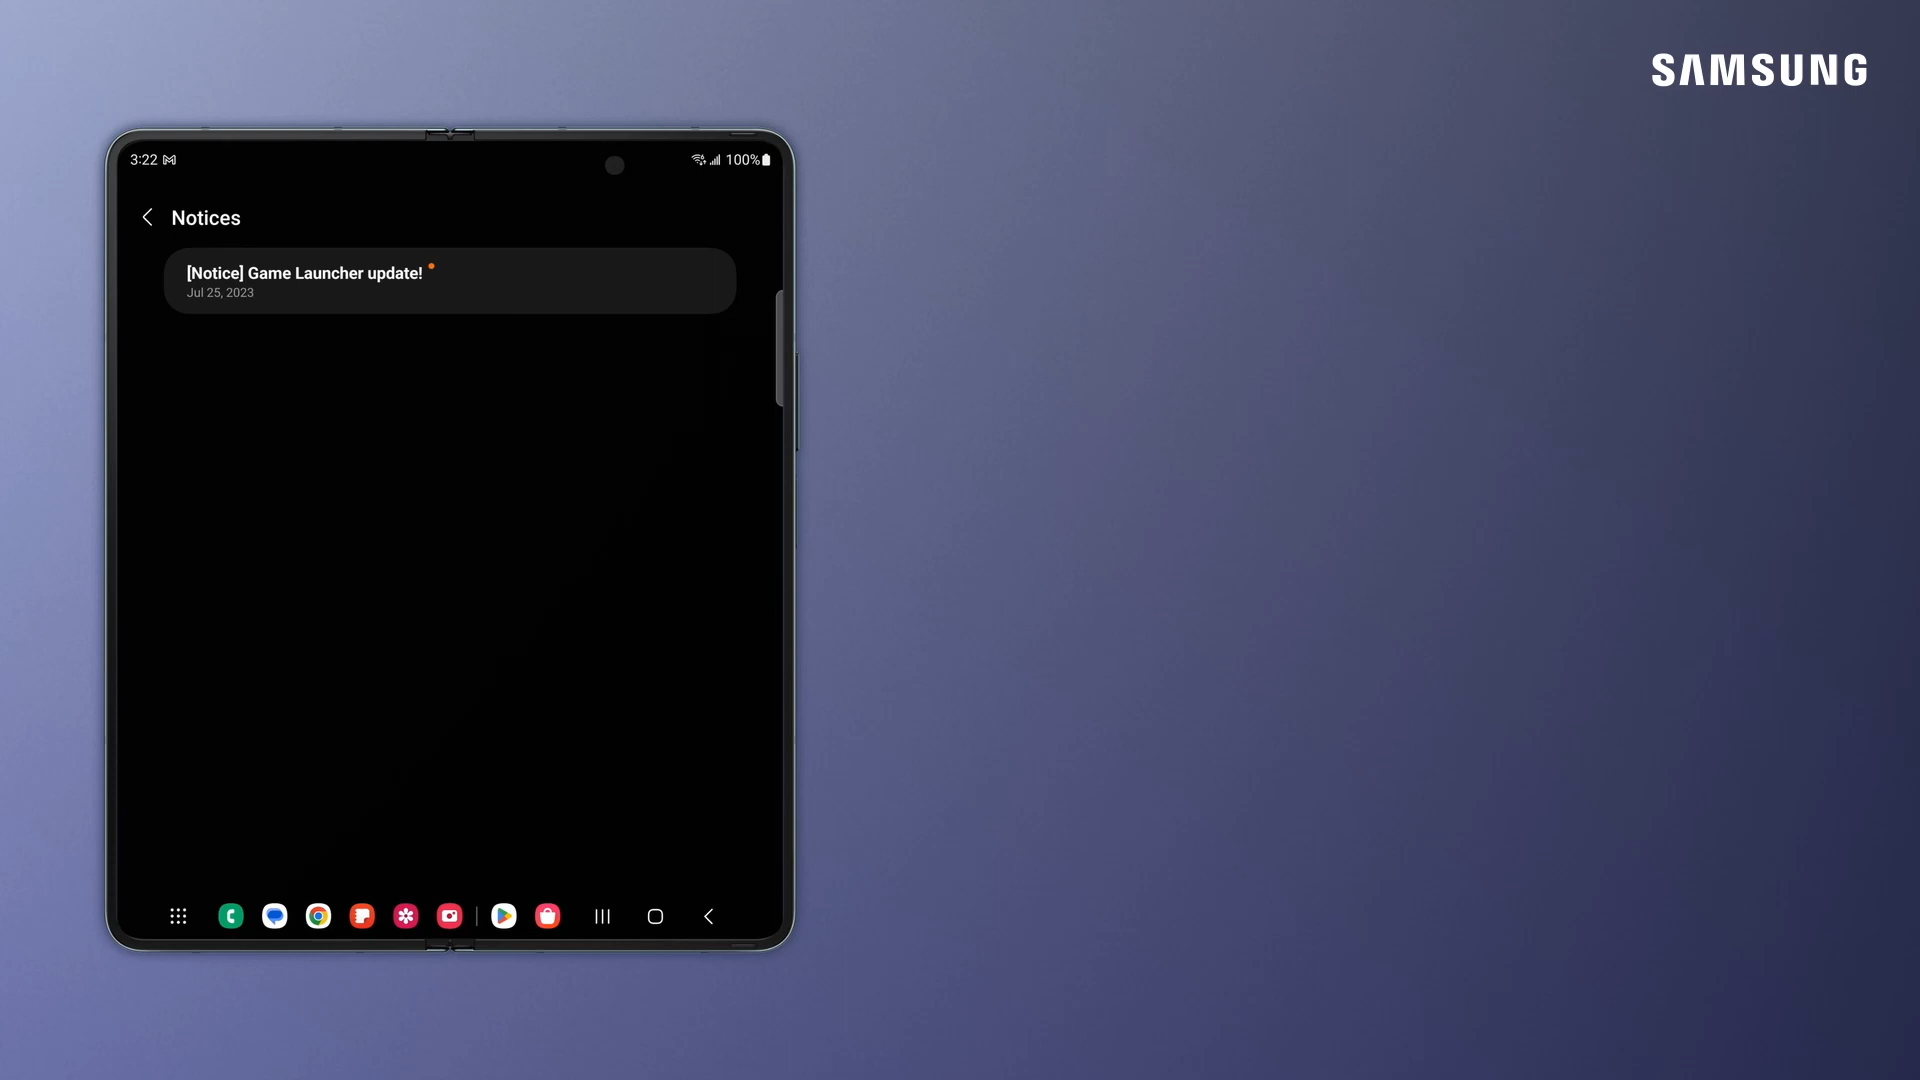 SAMSUNG
3:22
100%
Notices
[Notice] Game Launcher update!
Jul 25, 2023